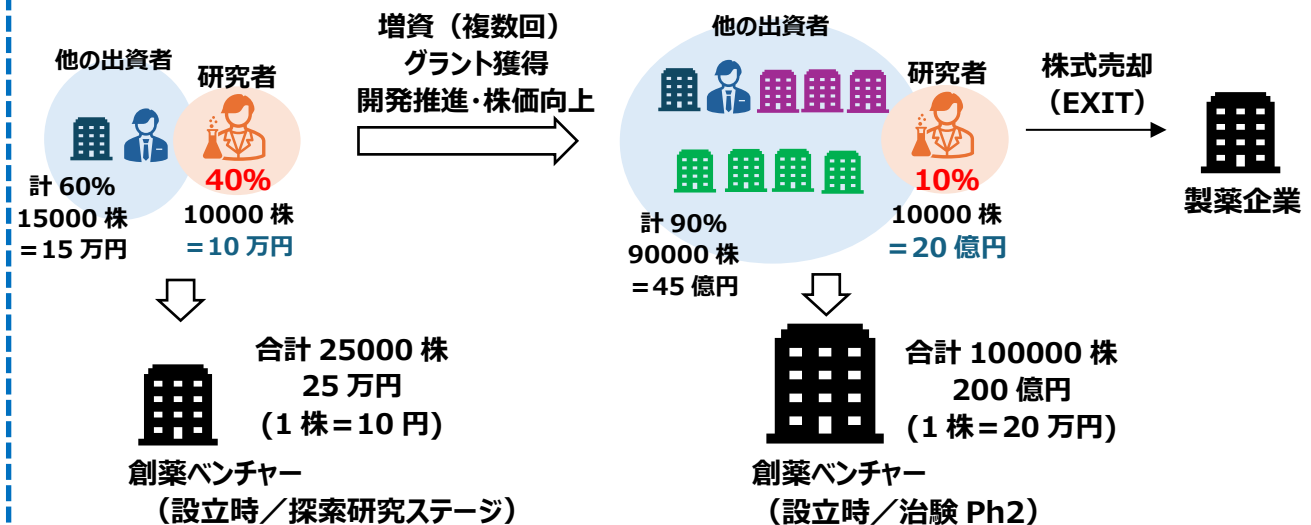 増資（複数回）
グラント獲得
開発推進・株価向上
他の出資者
研究者
計 60%
15000 株
＝15 万円
40%
10000 株
＝10 万円
合計 25000 株
25 万円
(1 株＝10 円)
創薬ベンチャー
（設立時／探索研究ステージ）
他の出資者
研究者
計 90%
90000 株
＝45 億円
10%
10000 株
＝20 億円
合計 100000 株
200 億円
(1 株＝20 万円)
創薬ベンチャー
（設立時／治験 Ph2）
株式売却
（EXIT）
製薬企業